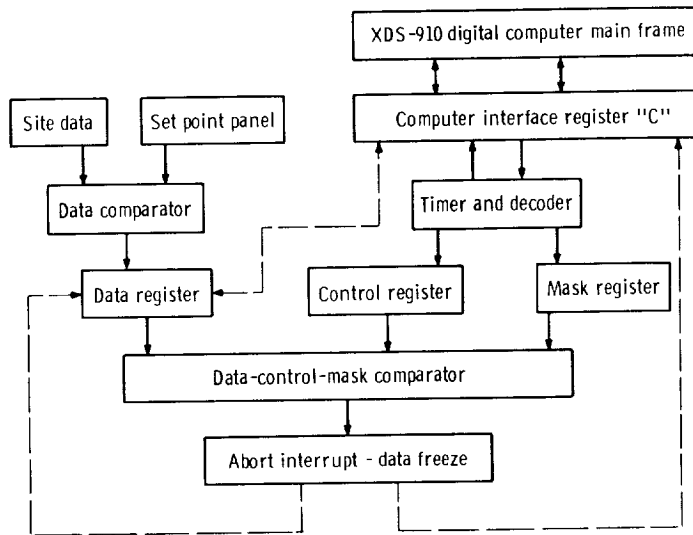 XDS-910 digital computer main frame
Site data
Set point panel
Computer interface register "C"
Data comparator
Timer and decoder
Data register
Control register
Mask register
Data-control-mask comparator
Abort interrupt - data freeze